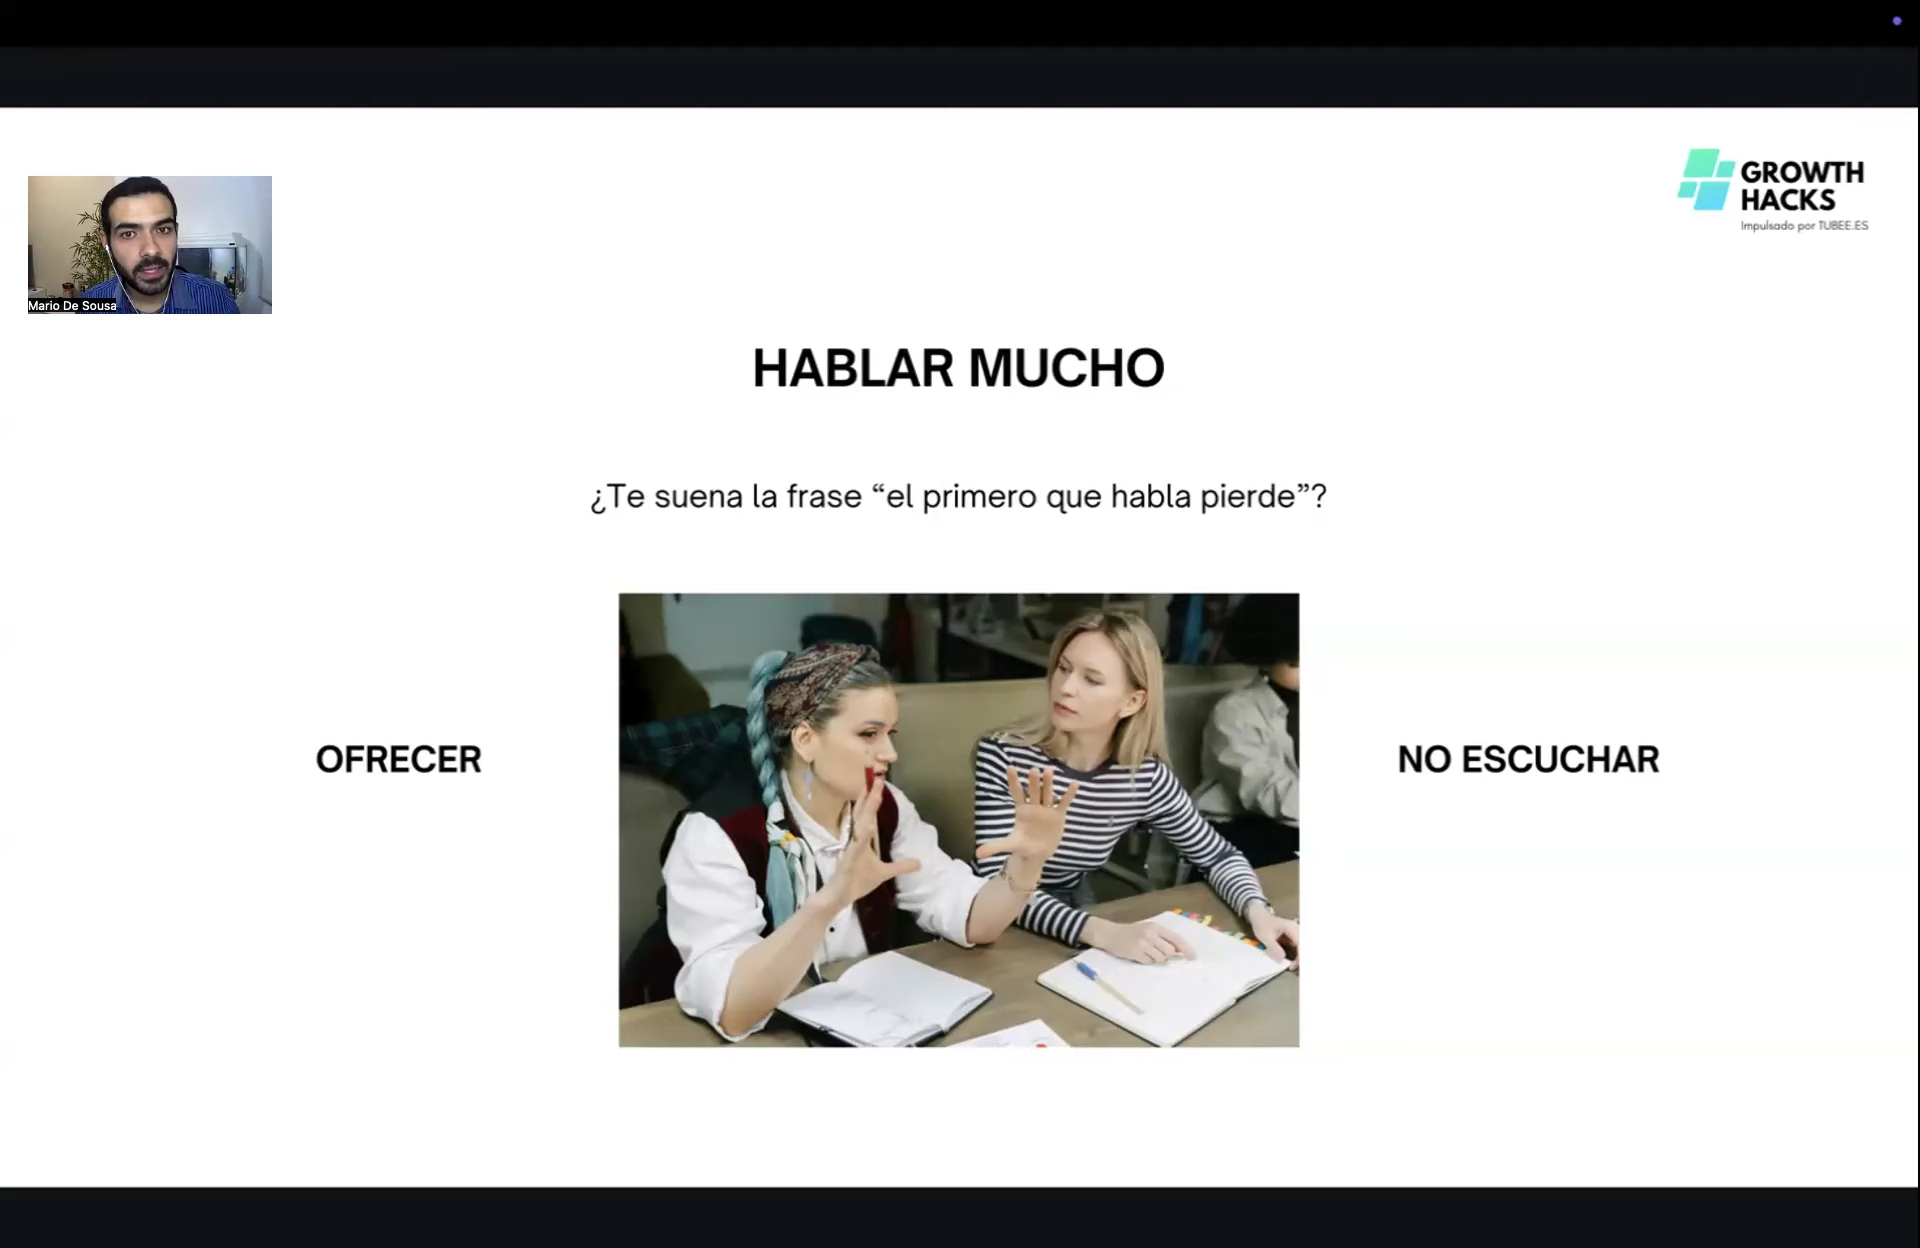 GROWTH
HACKS
Impulsado por TUBEE.ES
Mario De Sousa
HABLAR MUCHO
¿Te suena la frase “el primero que habla pierde”?
OFRECER
NO ESCUCHAR